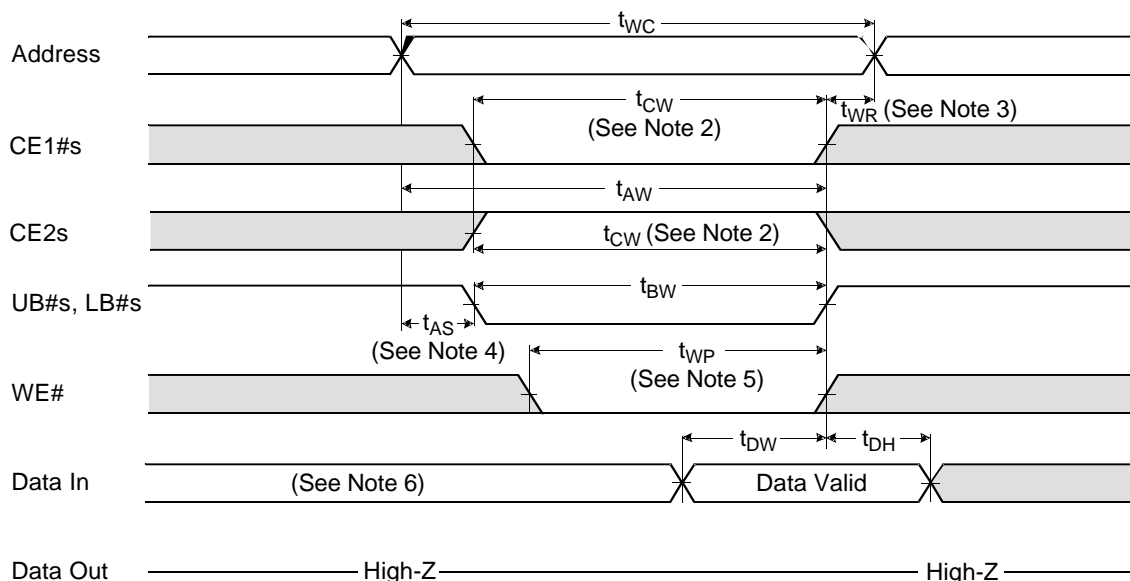 tWC
Address
tCW
(See Note 2)
tWR (See Note 3)
CE1#s
tAW
CE2s
tCW (See Note 2)
tBW
UB#s, LB#s
tAS
(See Note 4)
tWP
(See Note 5)
WE#
tDW
tDH
Data In
(See Note 6)
Data Valid
Data Out
High-Z
High-Z